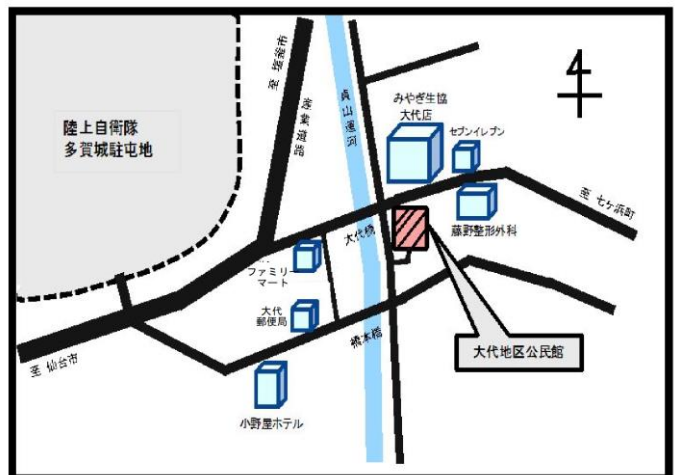 至 塩釜市
産業道路
貞山運河
みやぎ生協
大代店
セブンイレブン
陸上自衛隊
多賀城駐屯地
至 七ヶ浜町
藤野整形外科
大代橋
ファミリー
マート
大代
郵便局
橋本橋
大代地区公民館
至 仙台市
小野屋ホテル